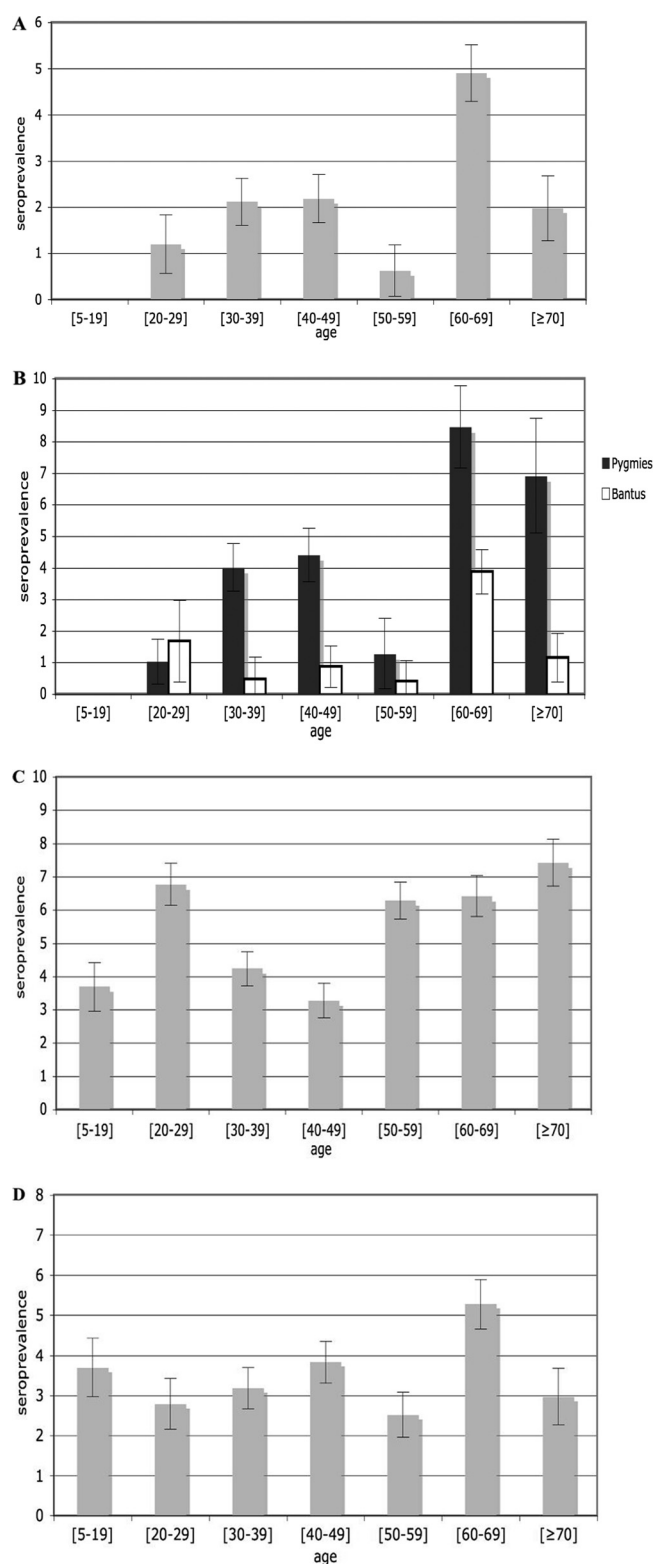 A
6
5
4
3
2
1
0
seroprevalence
[5-19] [20-29] [30-39] [40-49] [50-59] [60-69] [≥70]
age
B
10
9
8
7
6
5
4
3
2
1
0
seroprevalence
Pygmies
Bantus
[5-19] [20-29] [30-39] [40-49] [50-59] [60-69] [≥70]
age
C
10
9
8
7
6
5
4
3
2
1
0
seroprevalence
[5-19] [20-29] [30-39] [40-49] [50-59] [60-69] [≥70]
age
D
8
7
6
5
4
3
2
1
0
seroprevalence
[5-19] [20-29] [30-39] [40-49] [50-59] [60-69] [≥70]
age